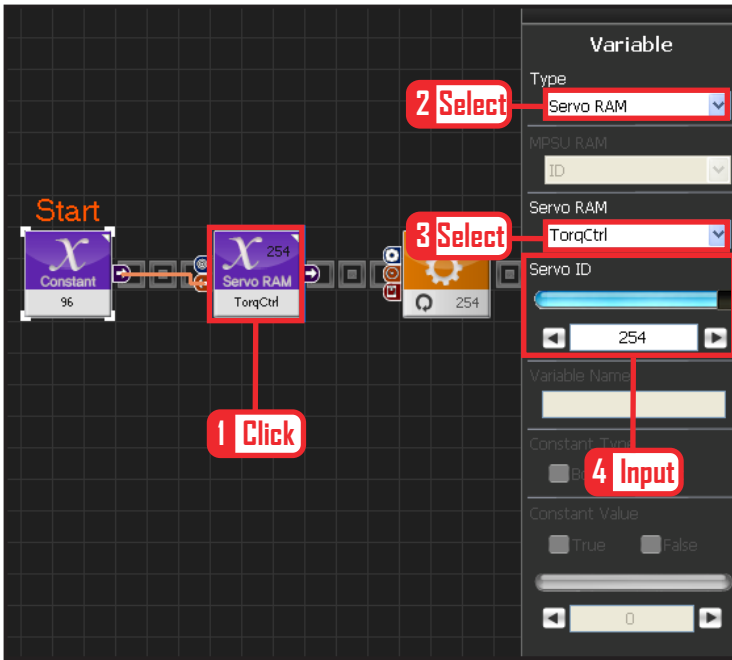 Variable
Type
2 Select
Servo RAM
MPSU RAM
ID
Start
Servo RAM
3 Select
TorqCtrl
X
Constant
96
X 254
Servo RAM
TorqCtrl
254
Servo ID
254
Variable Name
1 Click
Constant Type
4 Input
Constant Value
True
False
0